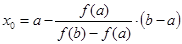 x₀ = a − f(a) / (f(b) − f(a)) · (b − a)